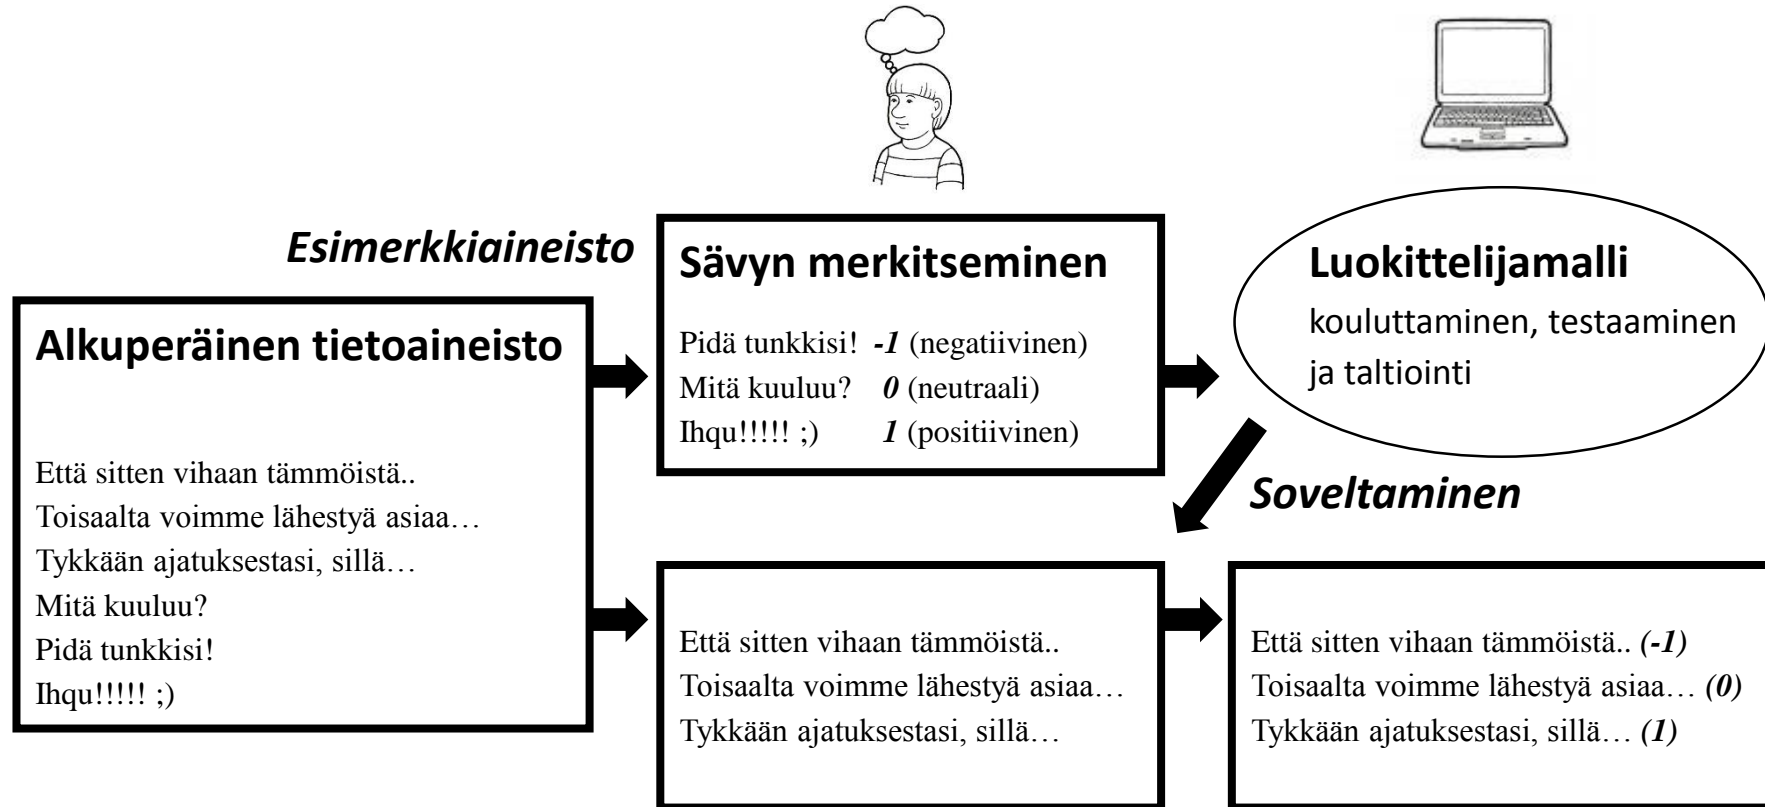 Esimerkkiaineisto
Alkuperäinen tietoaineisto
Että sitten vihaan tämmöistä..
Toisaalta voimme lähestyä asiaa…
Tykkään ajatuksestasi, sillä…
Mitä kuuluu?
Pidä tunkkisi!
Ihqu!!!!! ;)
Sävyn merkitseminen
Pidä tunkkisi! -1 (negatiivinen)
Mitä kuuluu? 0 (neutraali)
Ihqu!!!!! ;) 1 (positiivinen)
Luokittelijamalli
kouluttaminen, testaaminen
ja taltiointi
Soveltaminen
Että sitten vihaan tämmöistä..
Toisaalta voimme lähestyä asiaa…
Tykkään ajatuksestasi, sillä…
Että sitten vihaan tämmöistä.. (-1)
Toisaalta voimme lähestyä asiaa… (0)
Tykkään ajatuksestasi, sillä… (1)